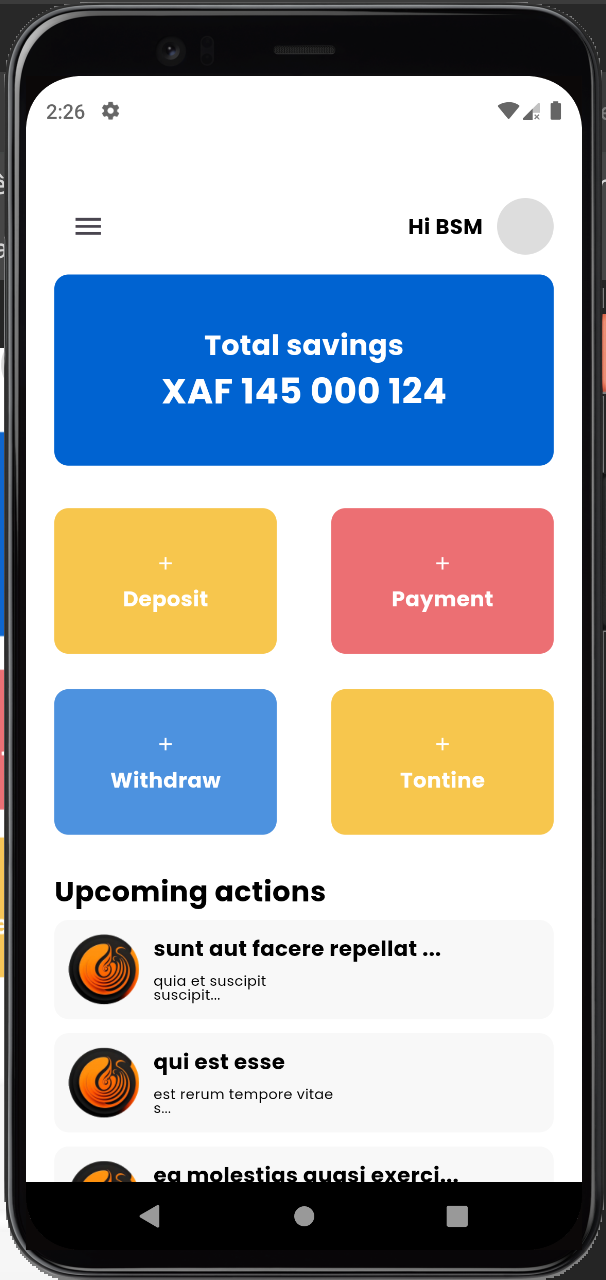 2:26
Hi BSM
Total savings
XAF 145 000 124
+
Deposit
+
Payment
+
Withdraw
+
Tontine
Upcoming actions
sunt aut facere repellat ...
quia et suscipit
suscipit...
qui est esse
est rerum tempore vitae
s...
ea molestias quasi exerci...